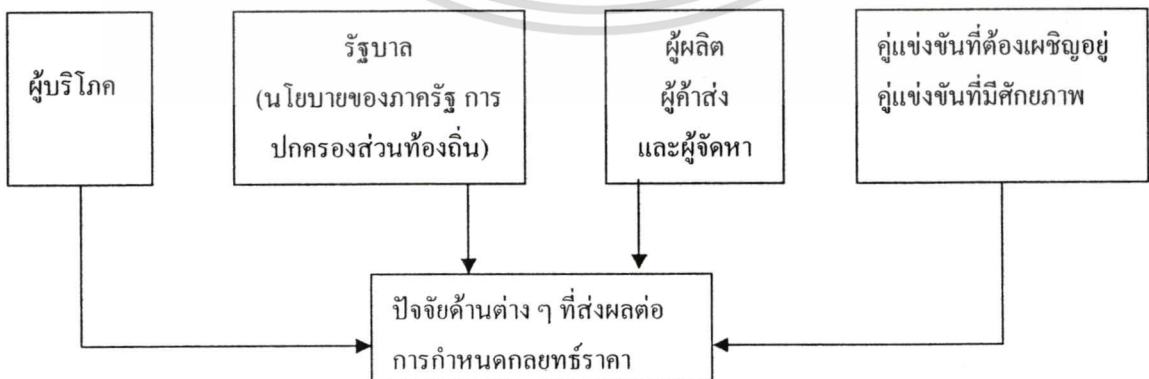 ผู้บริโภค
รัฐบาล
(นโยบายของภาครัฐ การ
ปกครองส่วนท้องถิ่น)
ผู้ผลิต
ผู้ค้าส่ง
และผู้จัดหา
คู่แข่งขันที่ต้องเผชิญอยู่
คู่แข่งขันที่มีศักยภาพ
ปัจจัยด้านต่าง ๆ ที่ส่งผลต่อ
การกำหนดกลยุทธ์ราคา